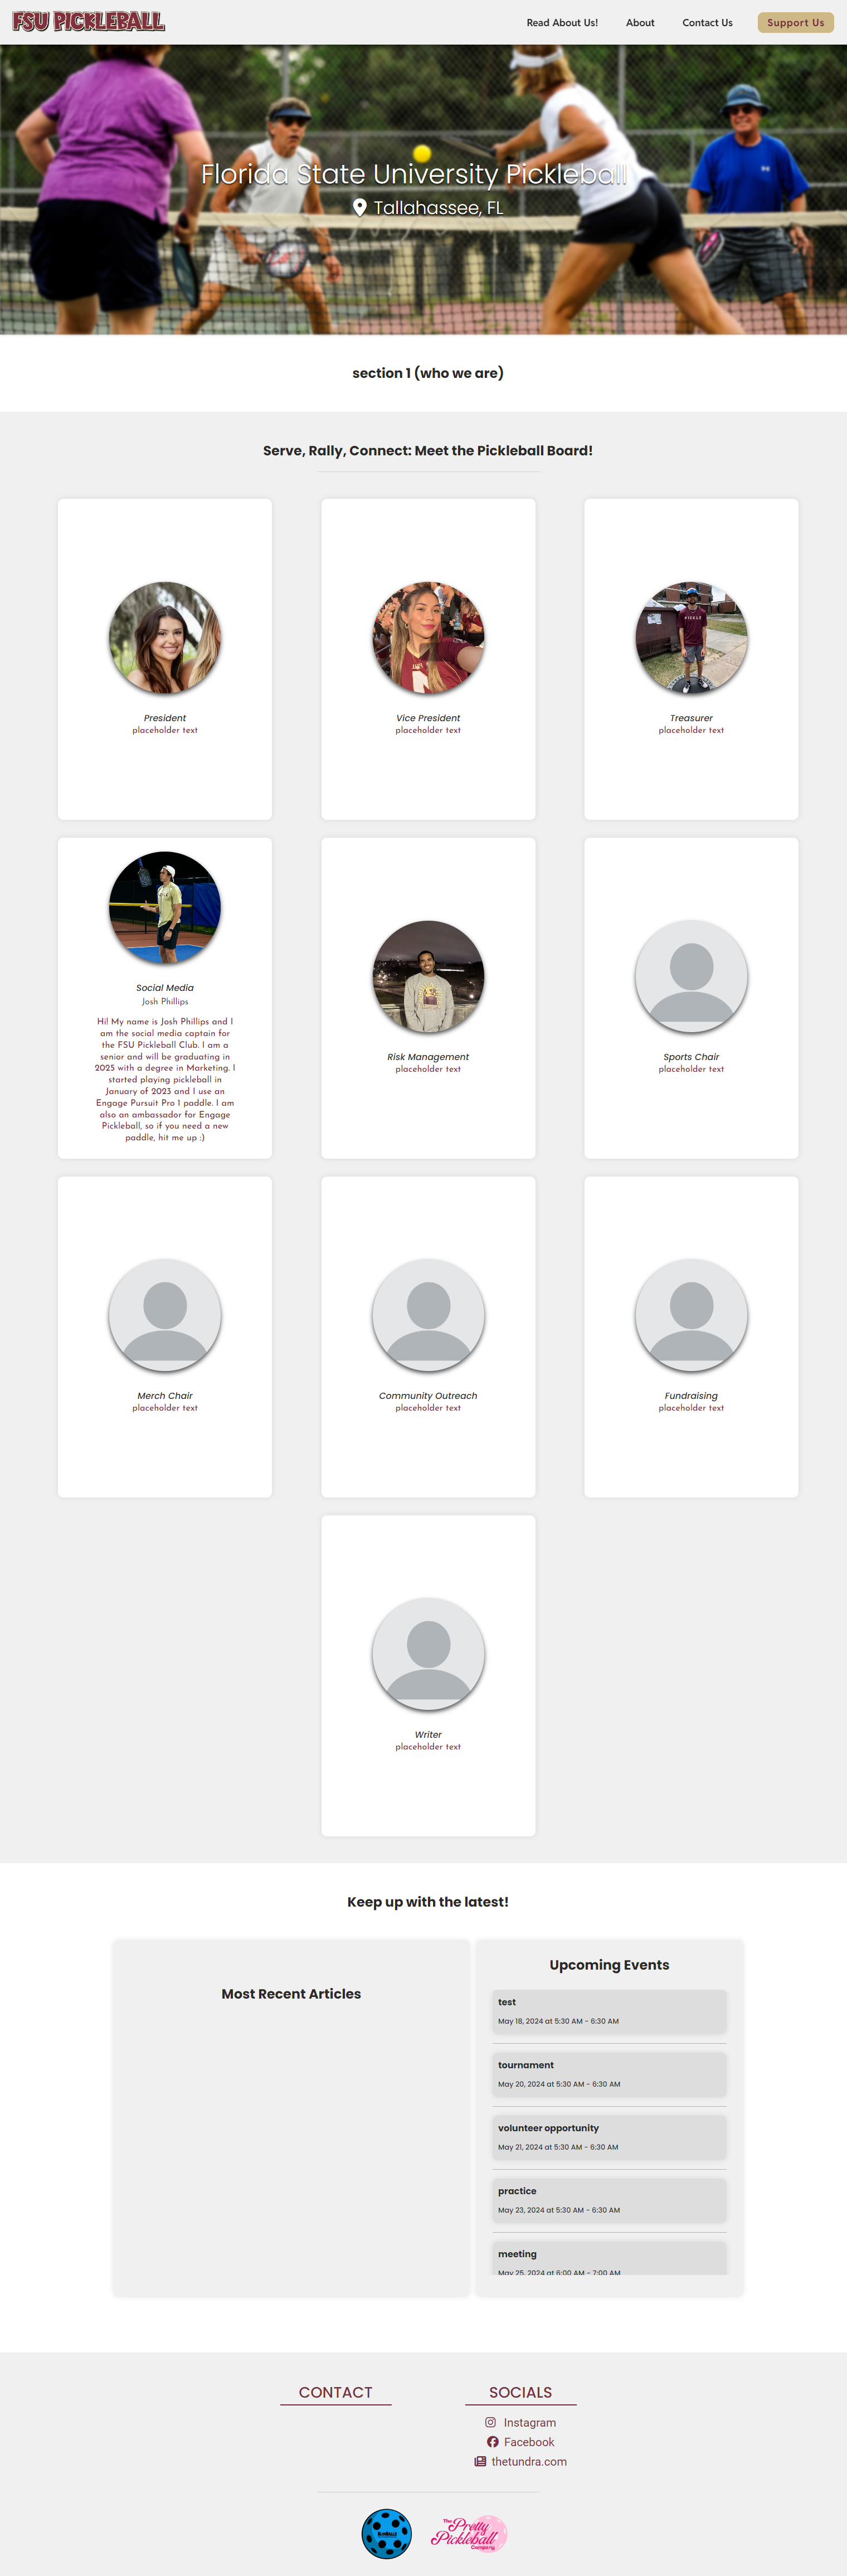 FSU PICKLEBALL
Read About Us!
About
Contact Us
Support Us
Florida State University Pickleball
Tallahassee, FL
section 1 (who we are)
Serve, Rally, Connect: Meet the Pickleball Board!
President
placeholder text
Vice President
placeholder text
PICKLE
Treasurer
placeholder text
Social Media
Josh Phillips
Hi! My name is Josh Phillips and I
am the social media captain for
the FSU Pickleball Club. I am a
senior and will be graduating in
2025 with a degree in Marketing. I
started playing pickleball in
January of 2023 and I use an
Engage Pursuit Pro 1 paddle. I am
also an ambassador for Engage
Pickleball, so if you need a new
paddle, hit me up :)
Risk Management
placeholder text
Sports Chair
placeholder text
Merch Chair
placeholder text
Community Outreach
placeholder text
Fundraising
placeholder text
Writer
placeholder text
Keep up with the latest!
Most Recent Articles
Upcoming Events
test
May 18, 2024 at 5:30 AM - 6:30 AM
tournament
May 20, 2024 at 5:30 AM - 6:30 AM
volunteer opportunity
May 21, 2024 at 5:30 AM - 6:30 AM
practice
May 23, 2024 at 5:30 AM - 6:30 AM
meeting
May 25, 2024 at 6:00 AM - 7:00 AM
CONTACT
SOCIALS
Instagram
Facebook
thetundra.com
The
Pretty
Pickleball
Company